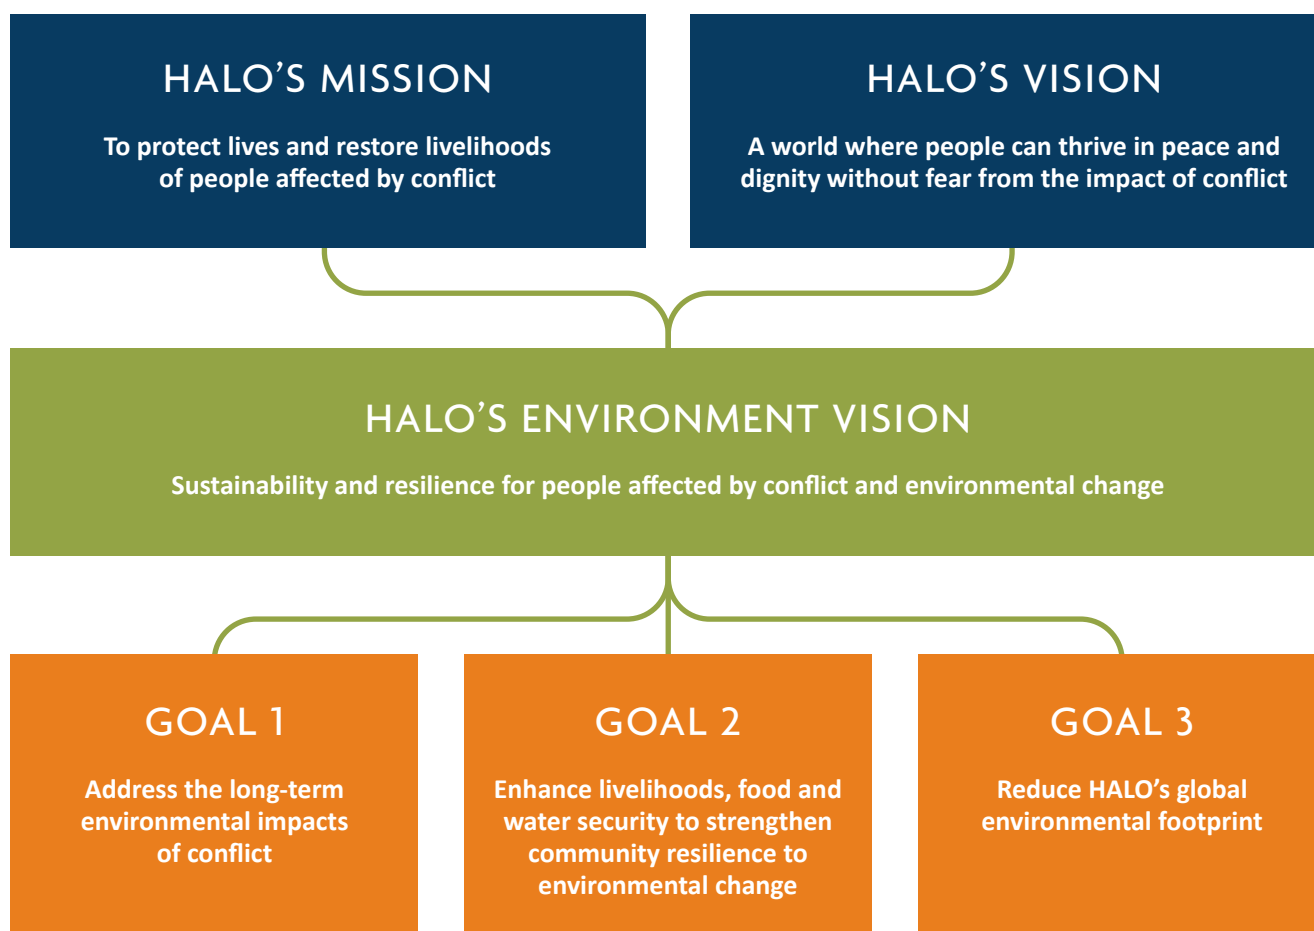 HALO’S MISSION
To protect lives and restore livelihoods
of people affected by conflict
HALO’S VISION
A world where people can thrive in peace and
dignity without fear from the impact of conflict
HALO’S ENVIRONMENT VISION
Sustainability and resilience for people affected by conflict and environmental change
GOAL 1
Address the long-term
environmental impacts
of conflict
GOAL 2
Enhance livelihoods, food and
water security to strengthen
community resilience to
environmental change
GOAL 3
Reduce HALO’s global
environmental footprint